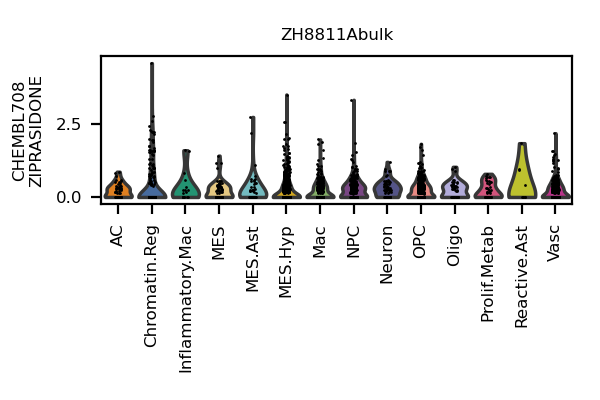 ZH8811Abulk
CHEMBL708
ZIPRASIDONE
2.5
0.0
AC
Chromatin.Reg
Inflammatory.Mac
MES
MES.Ast
MES.Hyp
Mac
NPC
Neuron
OPC
Oligo
Prolif.Metab
Reactive.Ast
Vasc